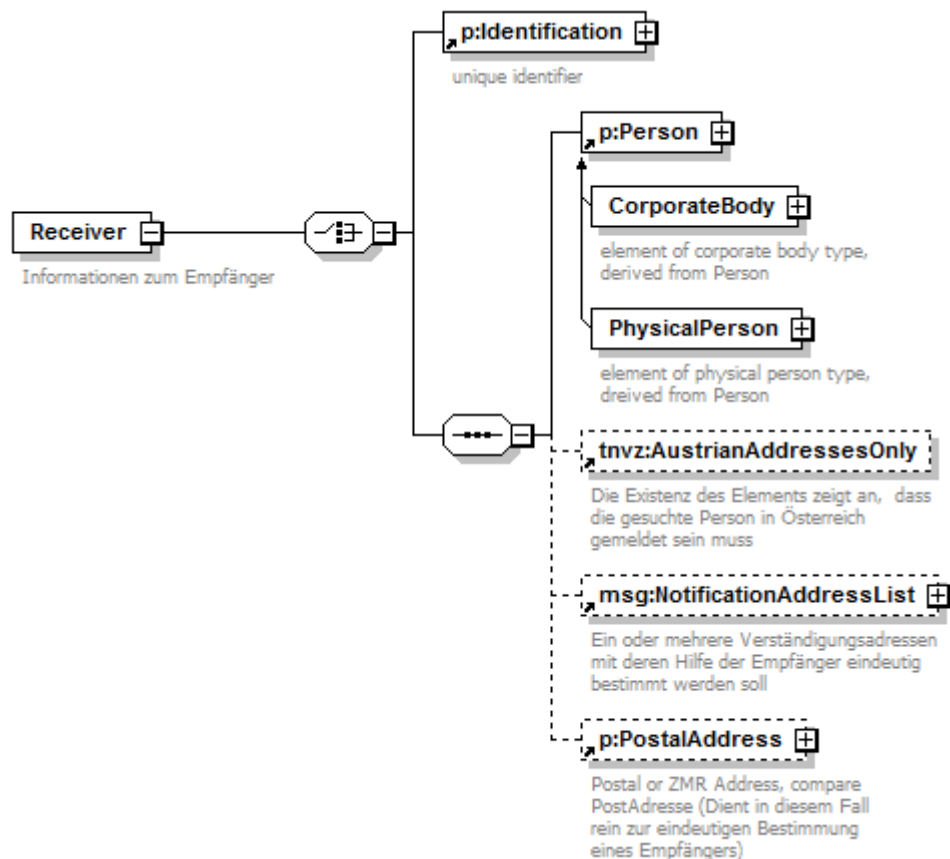 p:Identification
unique identifier
p:Person
CorporateBody
element of corporate body type,
derived from Person
Receiver
Informationen zum Empfänger
PhysicalPerson
element of physical person type,
dreived from Person
tnvz:AustrianAddressesOnly
Die Existenz des Elements zeigt an, dass
die gesuchte Person in Österreich
gemeldet sein muss
msg:NotificationAddressList
Ein oder mehrere Verständigungsadressen
mit deren Hilfe der Empfänger eindeutig
bestimmt werden soll
p:PostalAddress
Postal or ZMR Address, compare
PostAdresse (Dient in diesem Fall
rein zur eindeutigen Bestimmung
eines Empfängers)